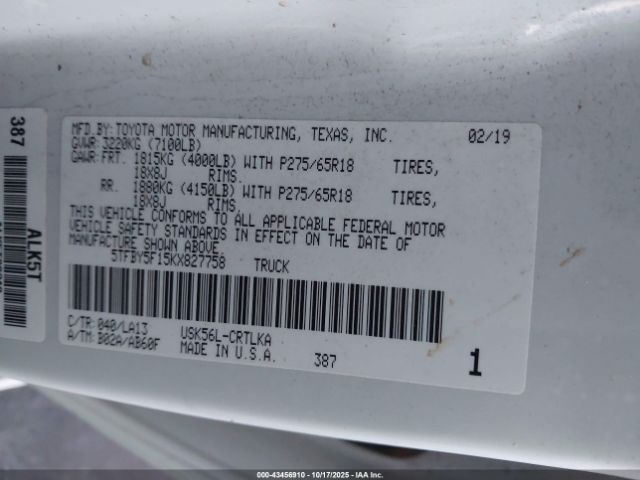 MFD.BY:TOYOTA MOTOR MANUFACTURING, TEXAS, INC. 02/19
GVWR:3220KG (7100LB)
GAWR:FRT. 1815KG (4000LB) WITH P275/65R18 TIRES,
18X8J RIMS.
RR. 1880KG (4150LB) WITH P275/65R18 TIRES,
18X8J RIMS.
THIS VEHICLE CONFORMS TO ALL APPLICABLE FEDERAL MOTOR
VEHICLE SAFETY STANDARDS IN EFFECT ON THE DATE OF
MANUFACTURE SHOWN ABOVE.
5TFBY5F15KX827758 TRUCK
C/TR:040/LA13 USK56L-CRTLKA
A/TM:B02A/AB60F MADE IN U.S.A. 387 1
387
ALK5T
00-43456910 | 10/17/2025 | IAA Inc.